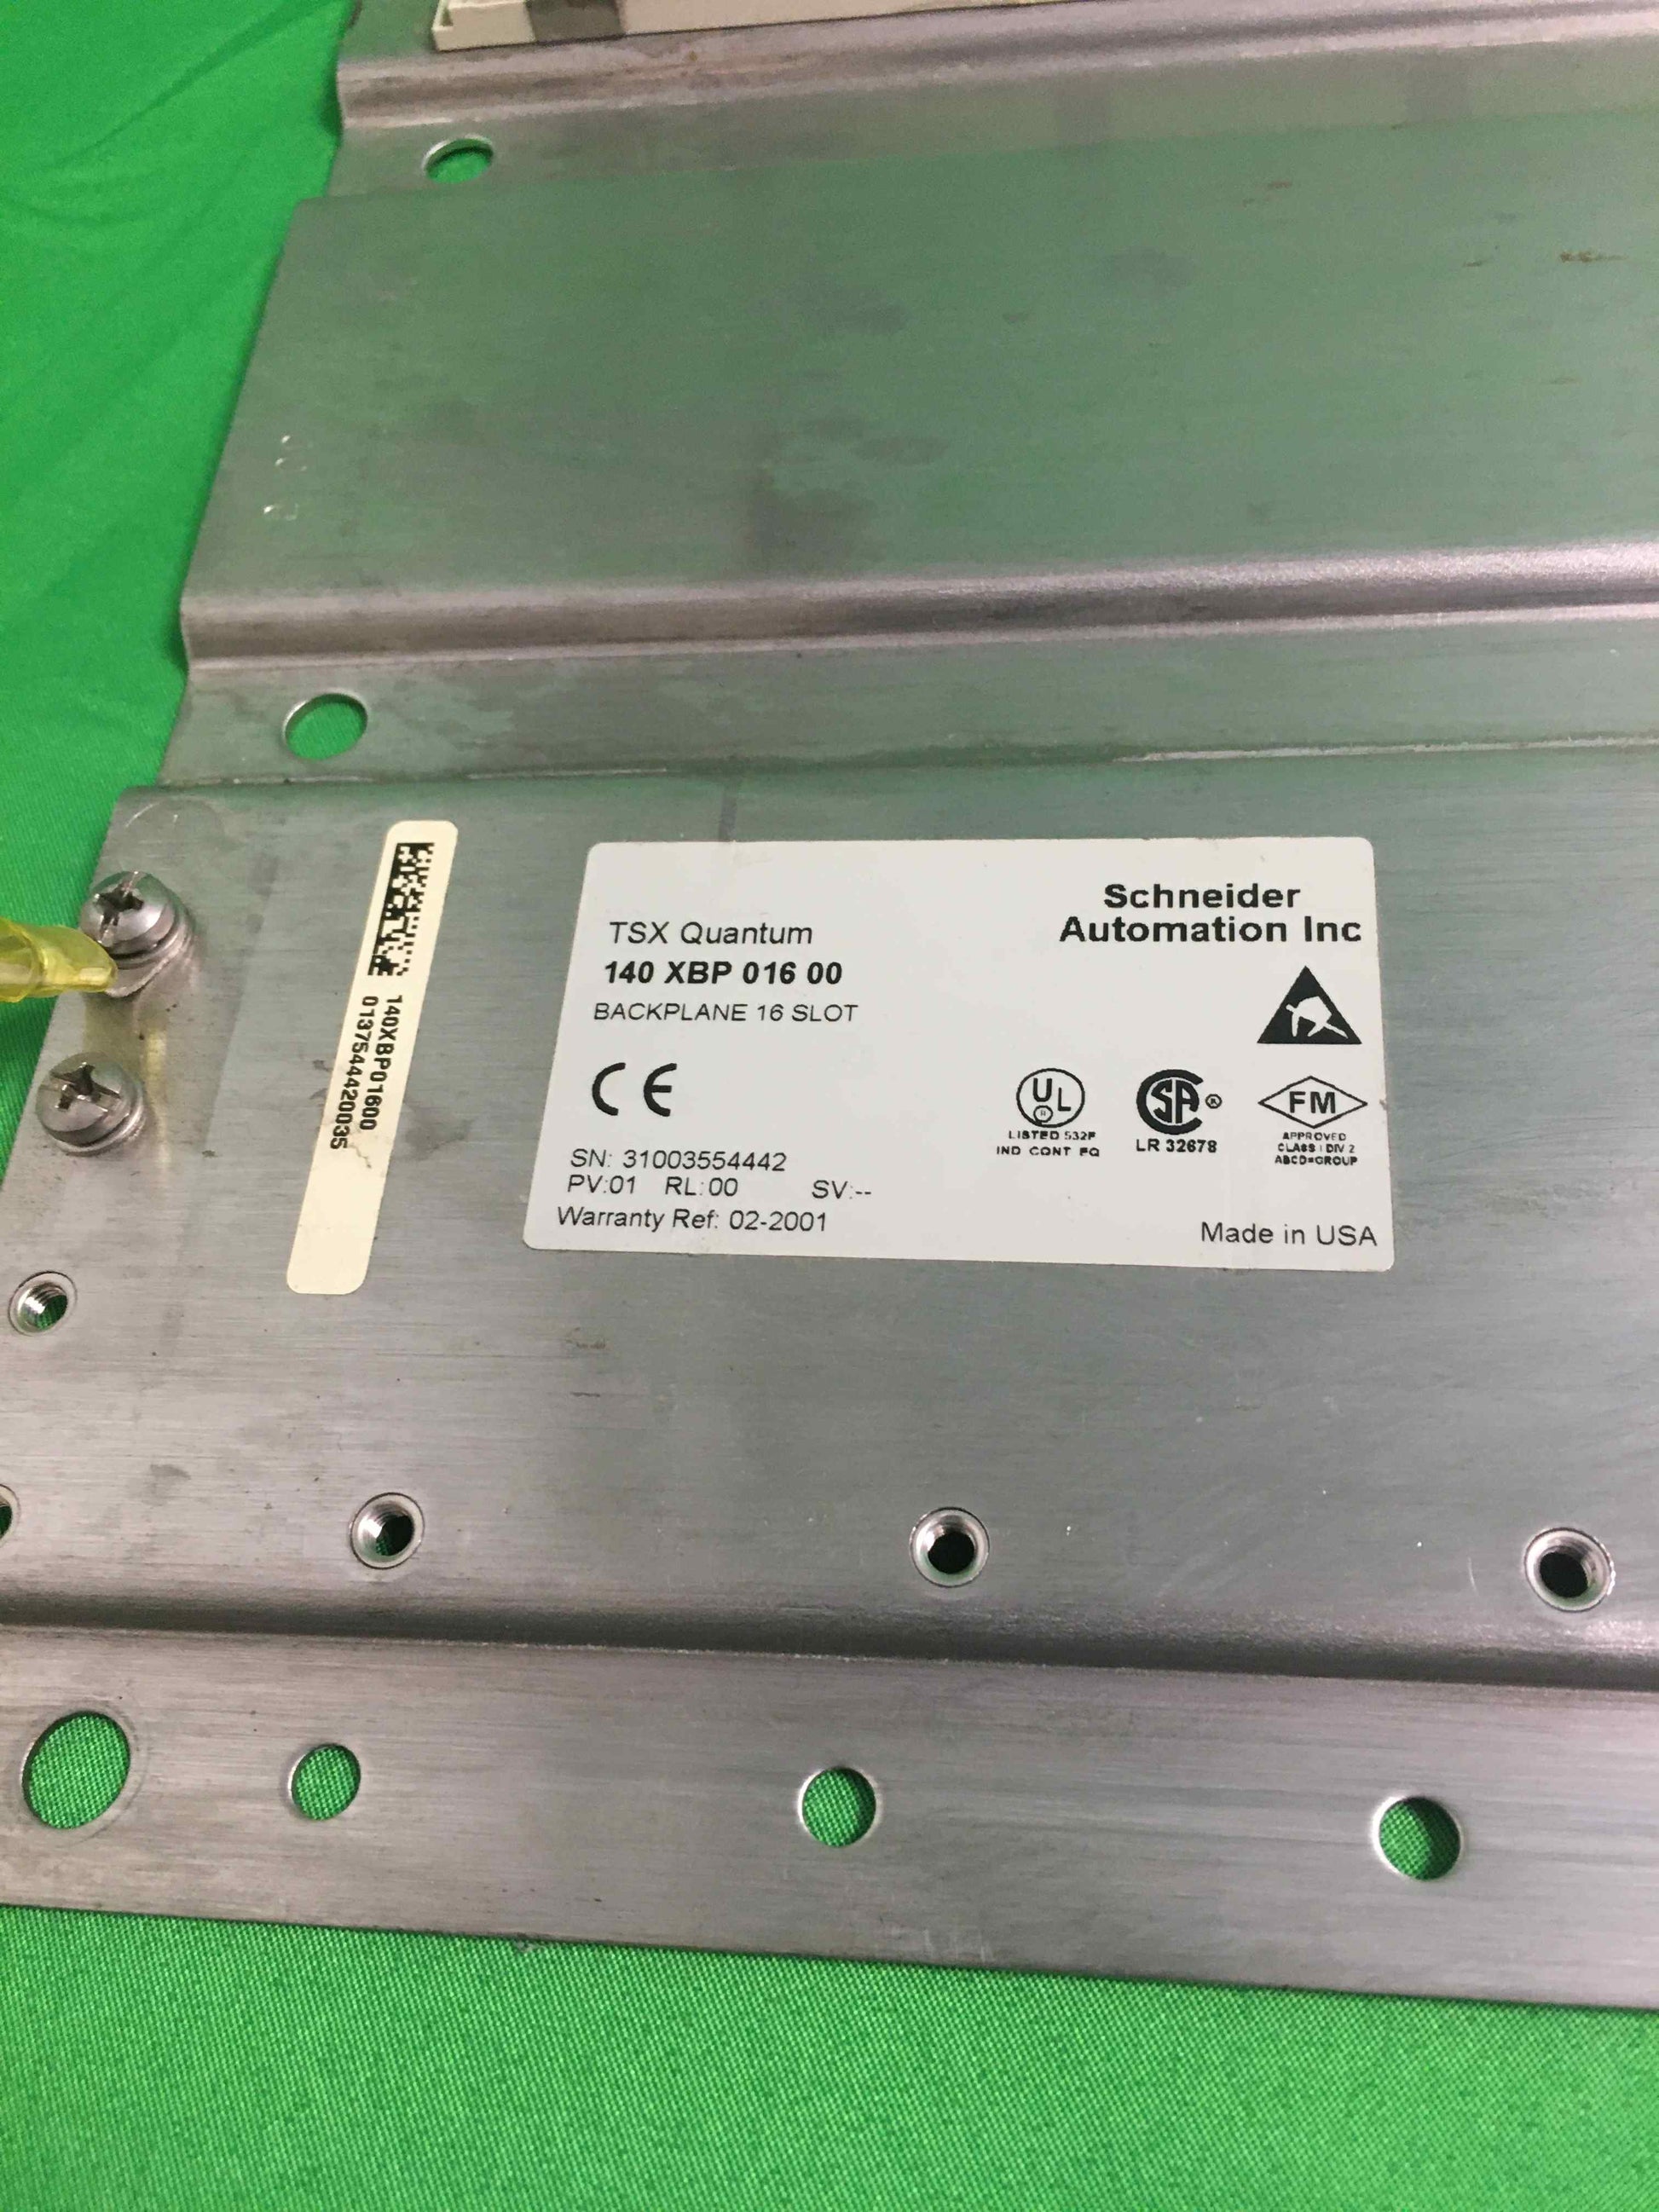 Schneider
Automation Inc
TSX Quantum
140 XBP 016 00
BACKPLANE 16 SLOT
CE
UL
R
LISTED 532F
IND CONT EQ
SA ®
LR 32678
FM
APPROVED
CLASS I DIV 2
ABCD=GROUP
SN: 31003554442
PV:01 RL:00 SV:--
Warranty Ref: 02-2001
Made in USA
140XBP01600
0137544420035